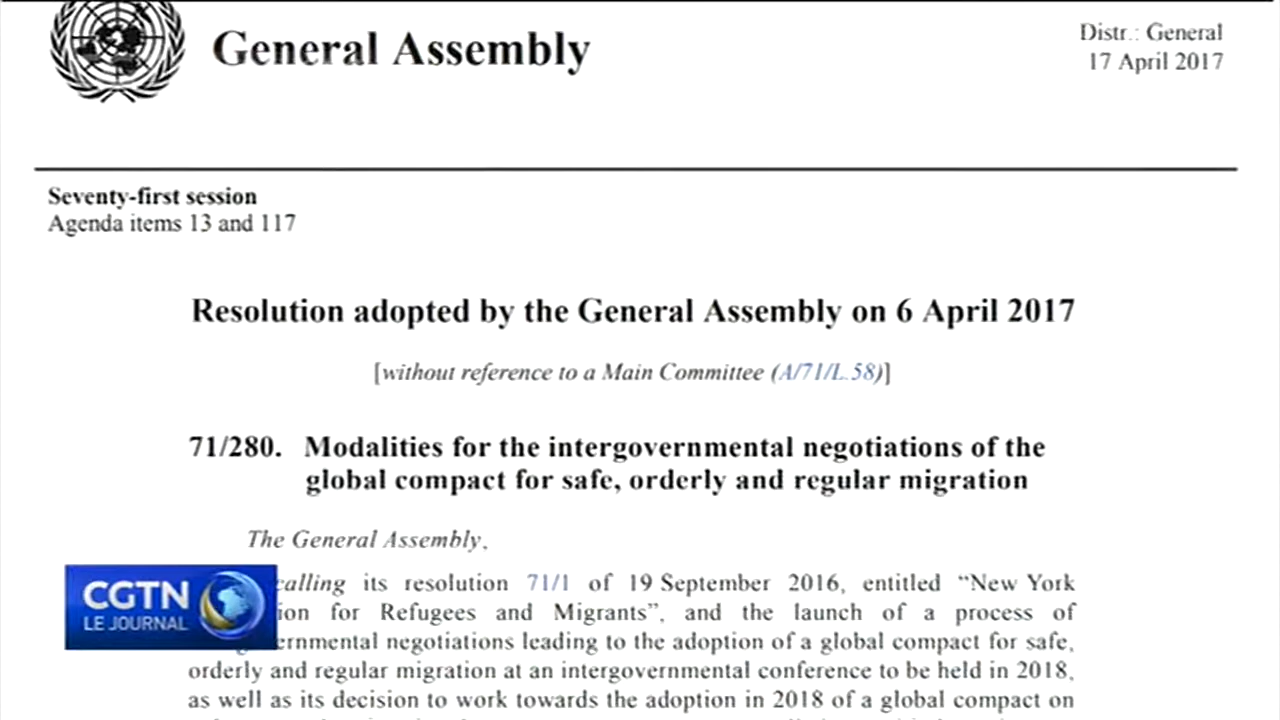 General Assembly
Distr.: General
17 April 2017
Seventy-first session
Agenda items 13 and 117
Resolution adopted by the General Assembly on 6 April 2017
[without reference to a Main Committee (A/71/L.58)]
71/280. Modalities for the intergovernmental negotiations of the
global compact for safe, orderly and regular migration
The General Assembly,
calling its resolution 71/1 of 19 September 2016, entitled “New York
ion for Refugees and Migrants”, and the launch of a process of
ernmental negotiations leading to the adoption of a global compact for safe,
orderly and regular migration at an intergovernmental conference to be held in 2018,
as well as its decision to work towards the adoption in 2018 of a global compact on
CGTN
LE JOURNAL